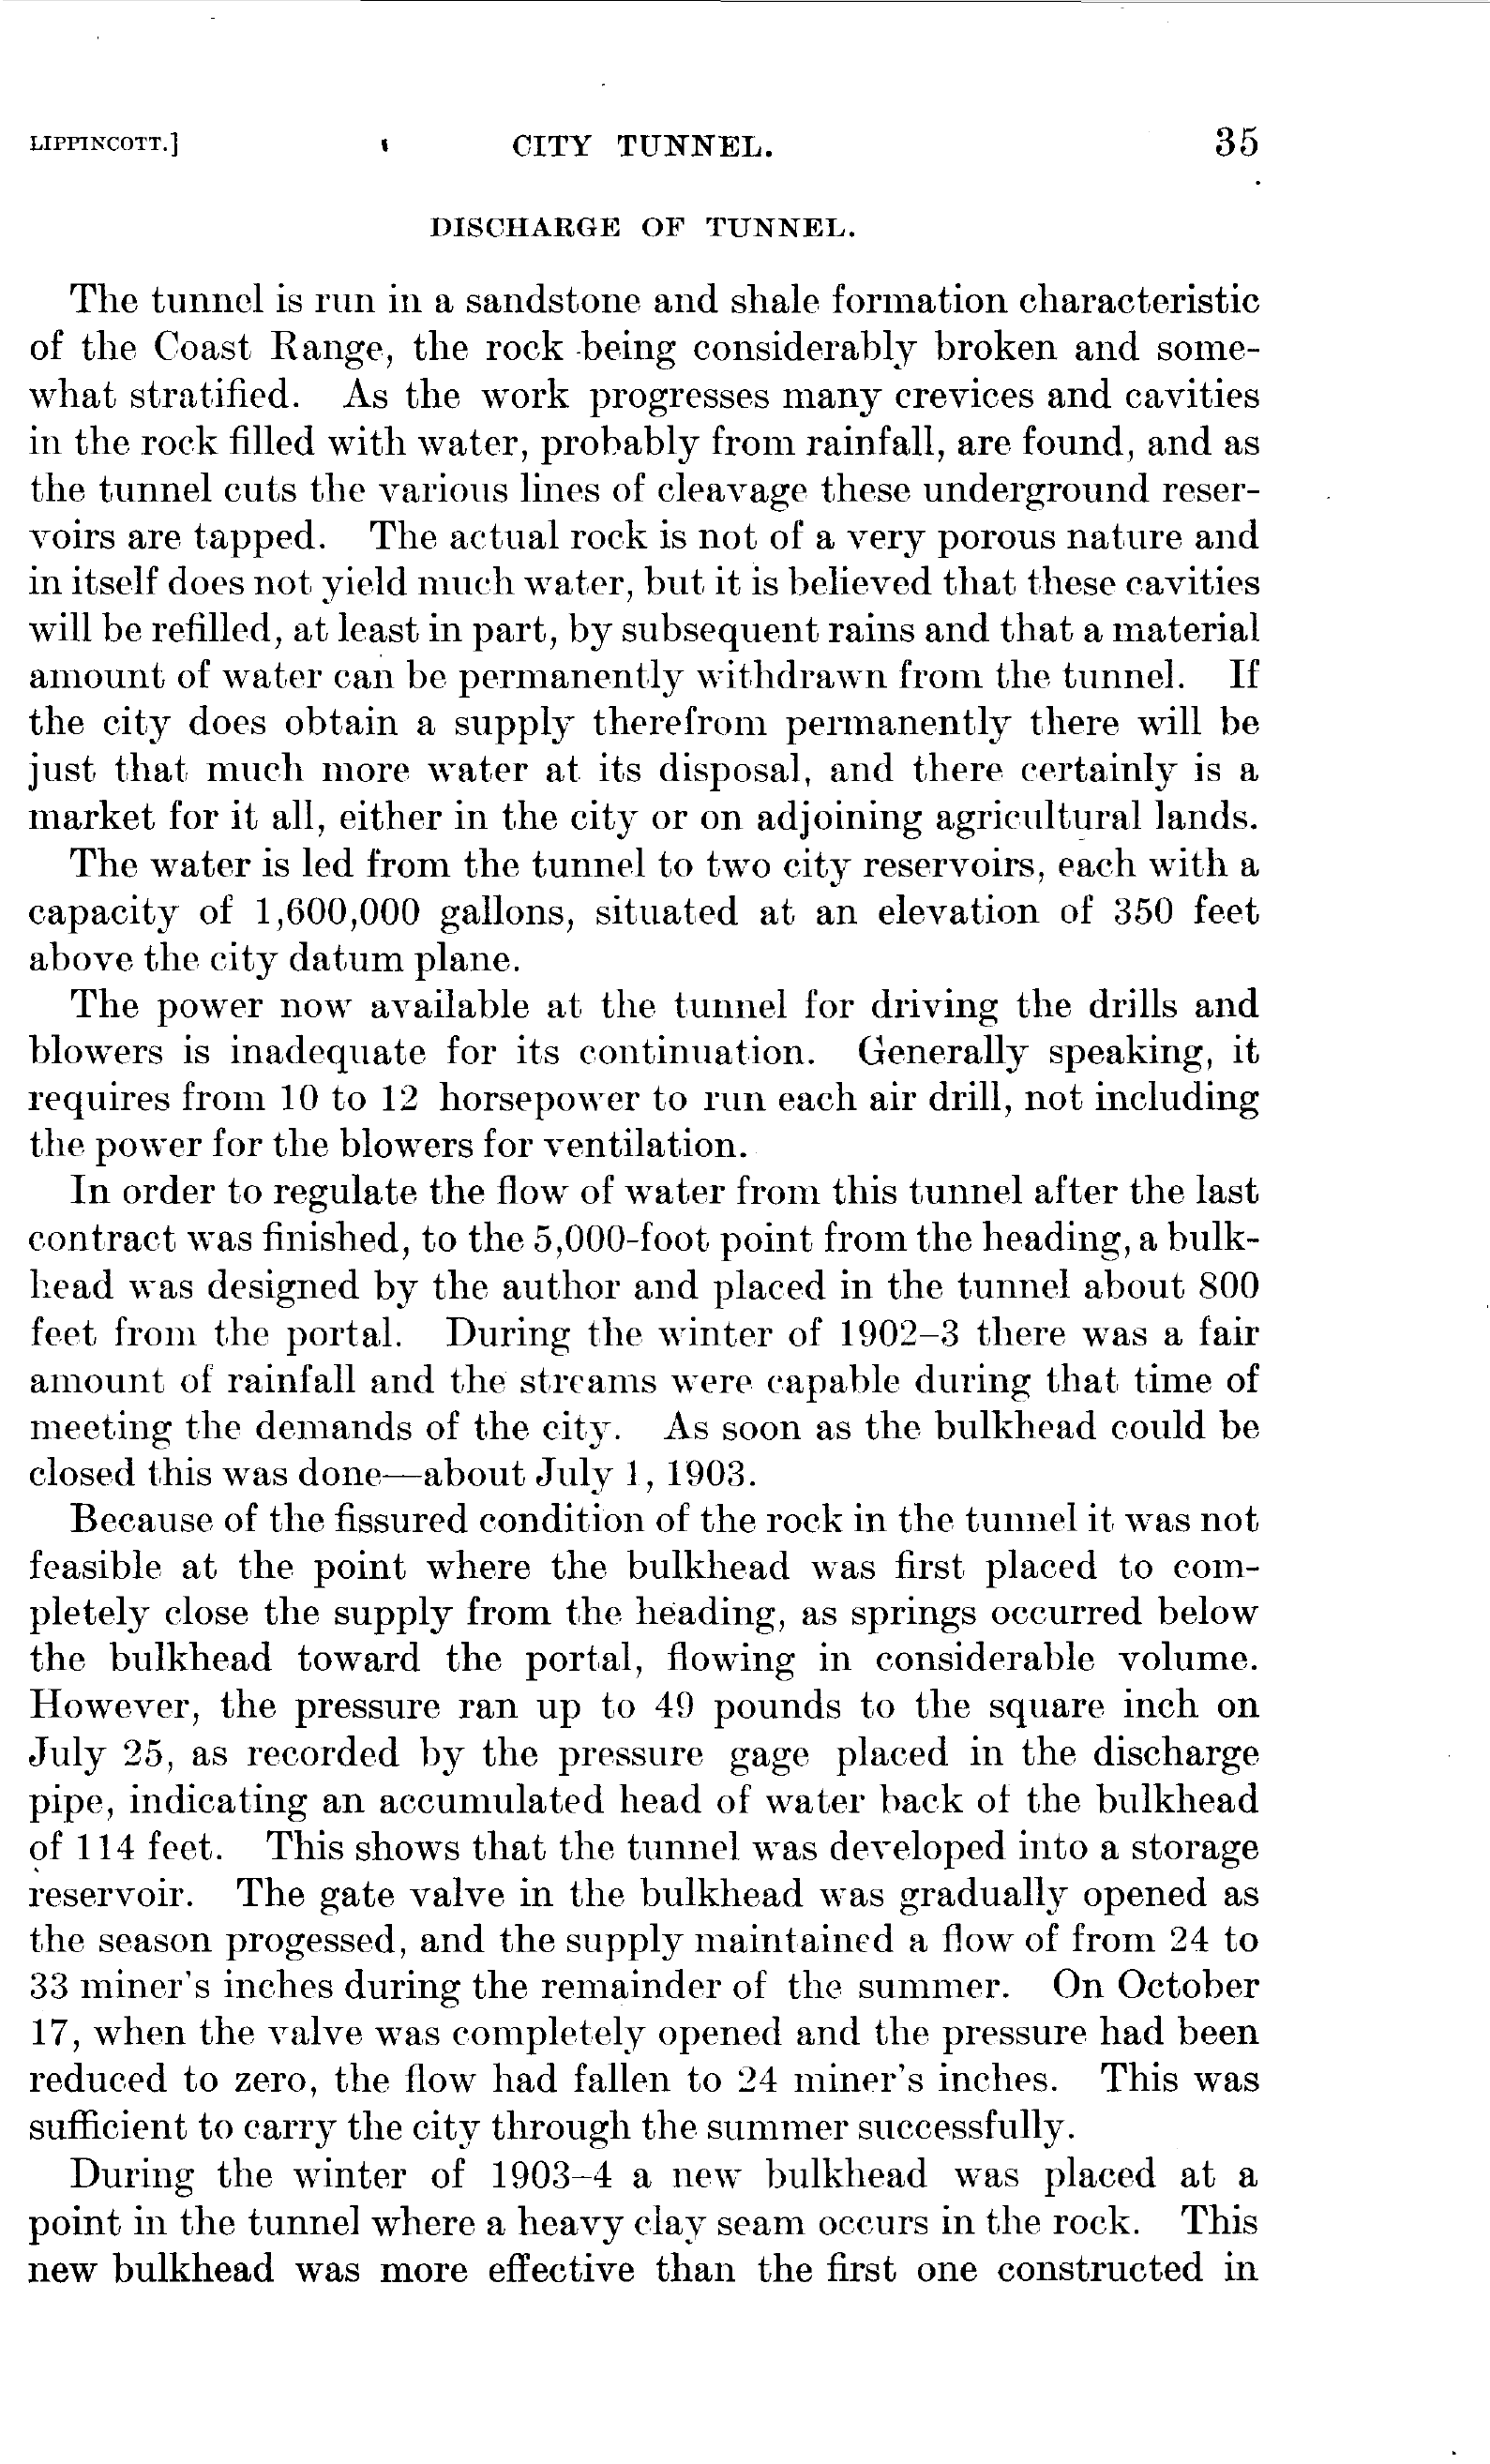 LIPPINCOTT.] CITY TUNNEL. 35
DISCHARGE OF TUNNEL.
The tunnel is run in a sandstone and shale formation characteristic
of the Coast Range, the rock being considerably broken and some-
what stratified. As the work progresses many crevices and cavities
in the rock filled with water, probably from rainfall, are found, and as
the tunnel cuts the various lines of cleavage these underground reser-
voirs are tapped. The actual rock is not of a very porous nature and
in itself does not yield much water, but it is believed that these cavities
will be refilled, at least in part, by subsequent rains and that a material
amount of water can be permanently withdrawn from the tunnel. If
the city does obtain a supply therefrom permanently there will be
just that much more water at its disposal, and there certainly is a
market for it all, either in the city or on adjoining agricultural lands.
The water is led from the tunnel to two city reservoirs, each with a
capacity of 1,600,000 gallons, situated at an elevation of 350 feet
above the city datum plane.
The power now available at the tunnel for driving the drills and
blowers is inadequate for its continuation. Generally speaking, it
requires from 10 to 12 horsepower to run each air drill, not including
the power for the blowers for ventilation.
In order to regulate the flow of water from this tunnel after the last
contract was finished, to the 5,000-foot point from the heading, a bulk-
head was designed by the author and placed in the tunnel about 800
feet from the portal. During the winter of 1902–3 there was a fair
amount of rainfall and the streams were capable during that time of
meeting the demands of the city. As soon as the bulkhead could be
closed this was done—about July 1, 1903.
Because of the fissured condition of the rock in the tunnel it was not
feasible at the point where the bulkhead was first placed to com-
pletely close the supply from the heading, as springs occurred below
the bulkhead toward the portal, flowing in considerable volume.
However, the pressure ran up to 49 pounds to the square inch on
July 25, as recorded by the pressure gage placed in the discharge
pipe, indicating an accumulated head of water back of the bulkhead
of 114 feet. This shows that the tunnel was developed into a storage
reservoir. The gate valve in the bulkhead was gradually opened as
the season progessed, and the supply maintained a flow of from 24 to
33 miner's inches during the remainder of the summer. On October
17, when the valve was completely opened and the pressure had been
reduced to zero, the flow had fallen to 24 miner's inches. This was
sufficient to carry the city through the summer successfully.
During the winter of 1903–4 a new bulkhead was placed at a
point in the tunnel where a heavy clay seam occurs in the rock. This
new bulkhead was more effective than the first one constructed in